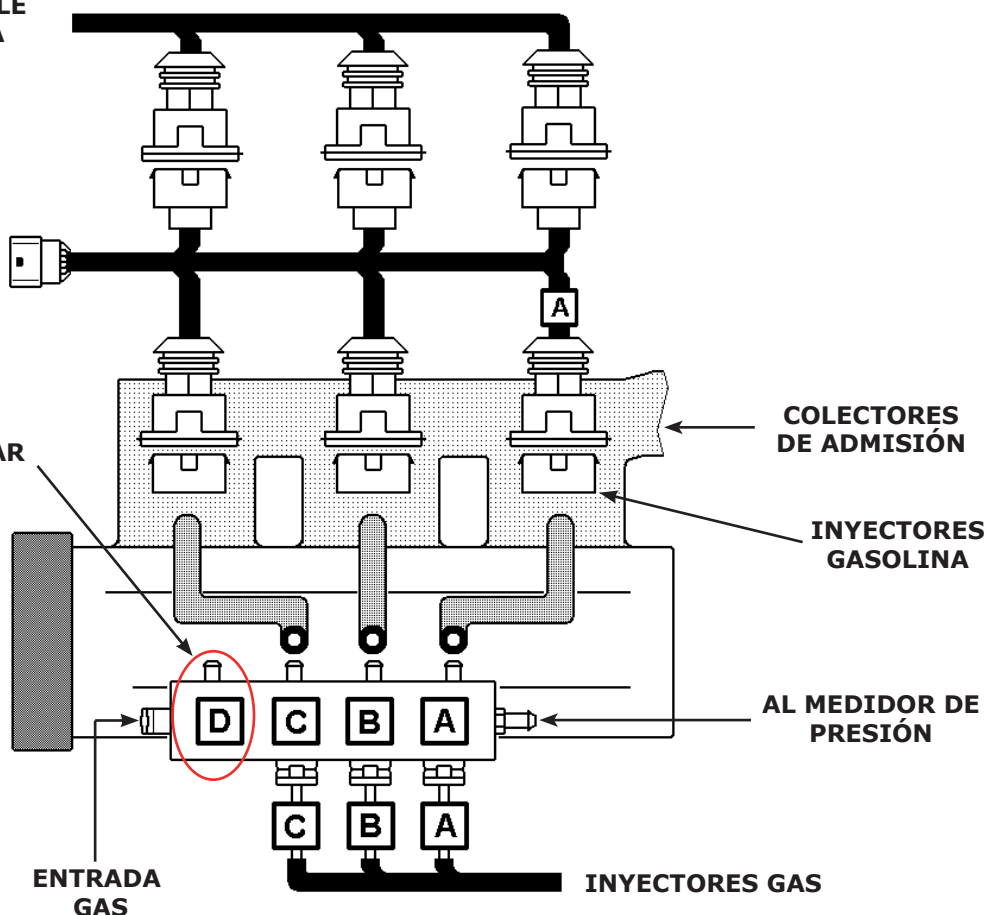 A
COLECTORES
DE ADMISIÓN
INYECTORES
GASOLINA
D
C
B
A
AL MEDIDOR DE
PRESIÓN
C
B
A
ENTRADA
GAS
INYECTORES GAS